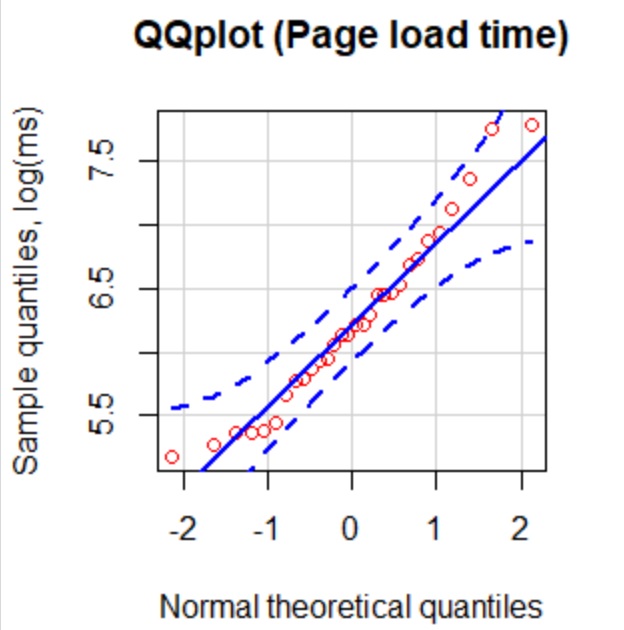 QQplot (Page load time)
Sample quantiles, log(ms)
7.5
6.5
5.5
-2 -1 0 1 2
Normal theoretical quantiles